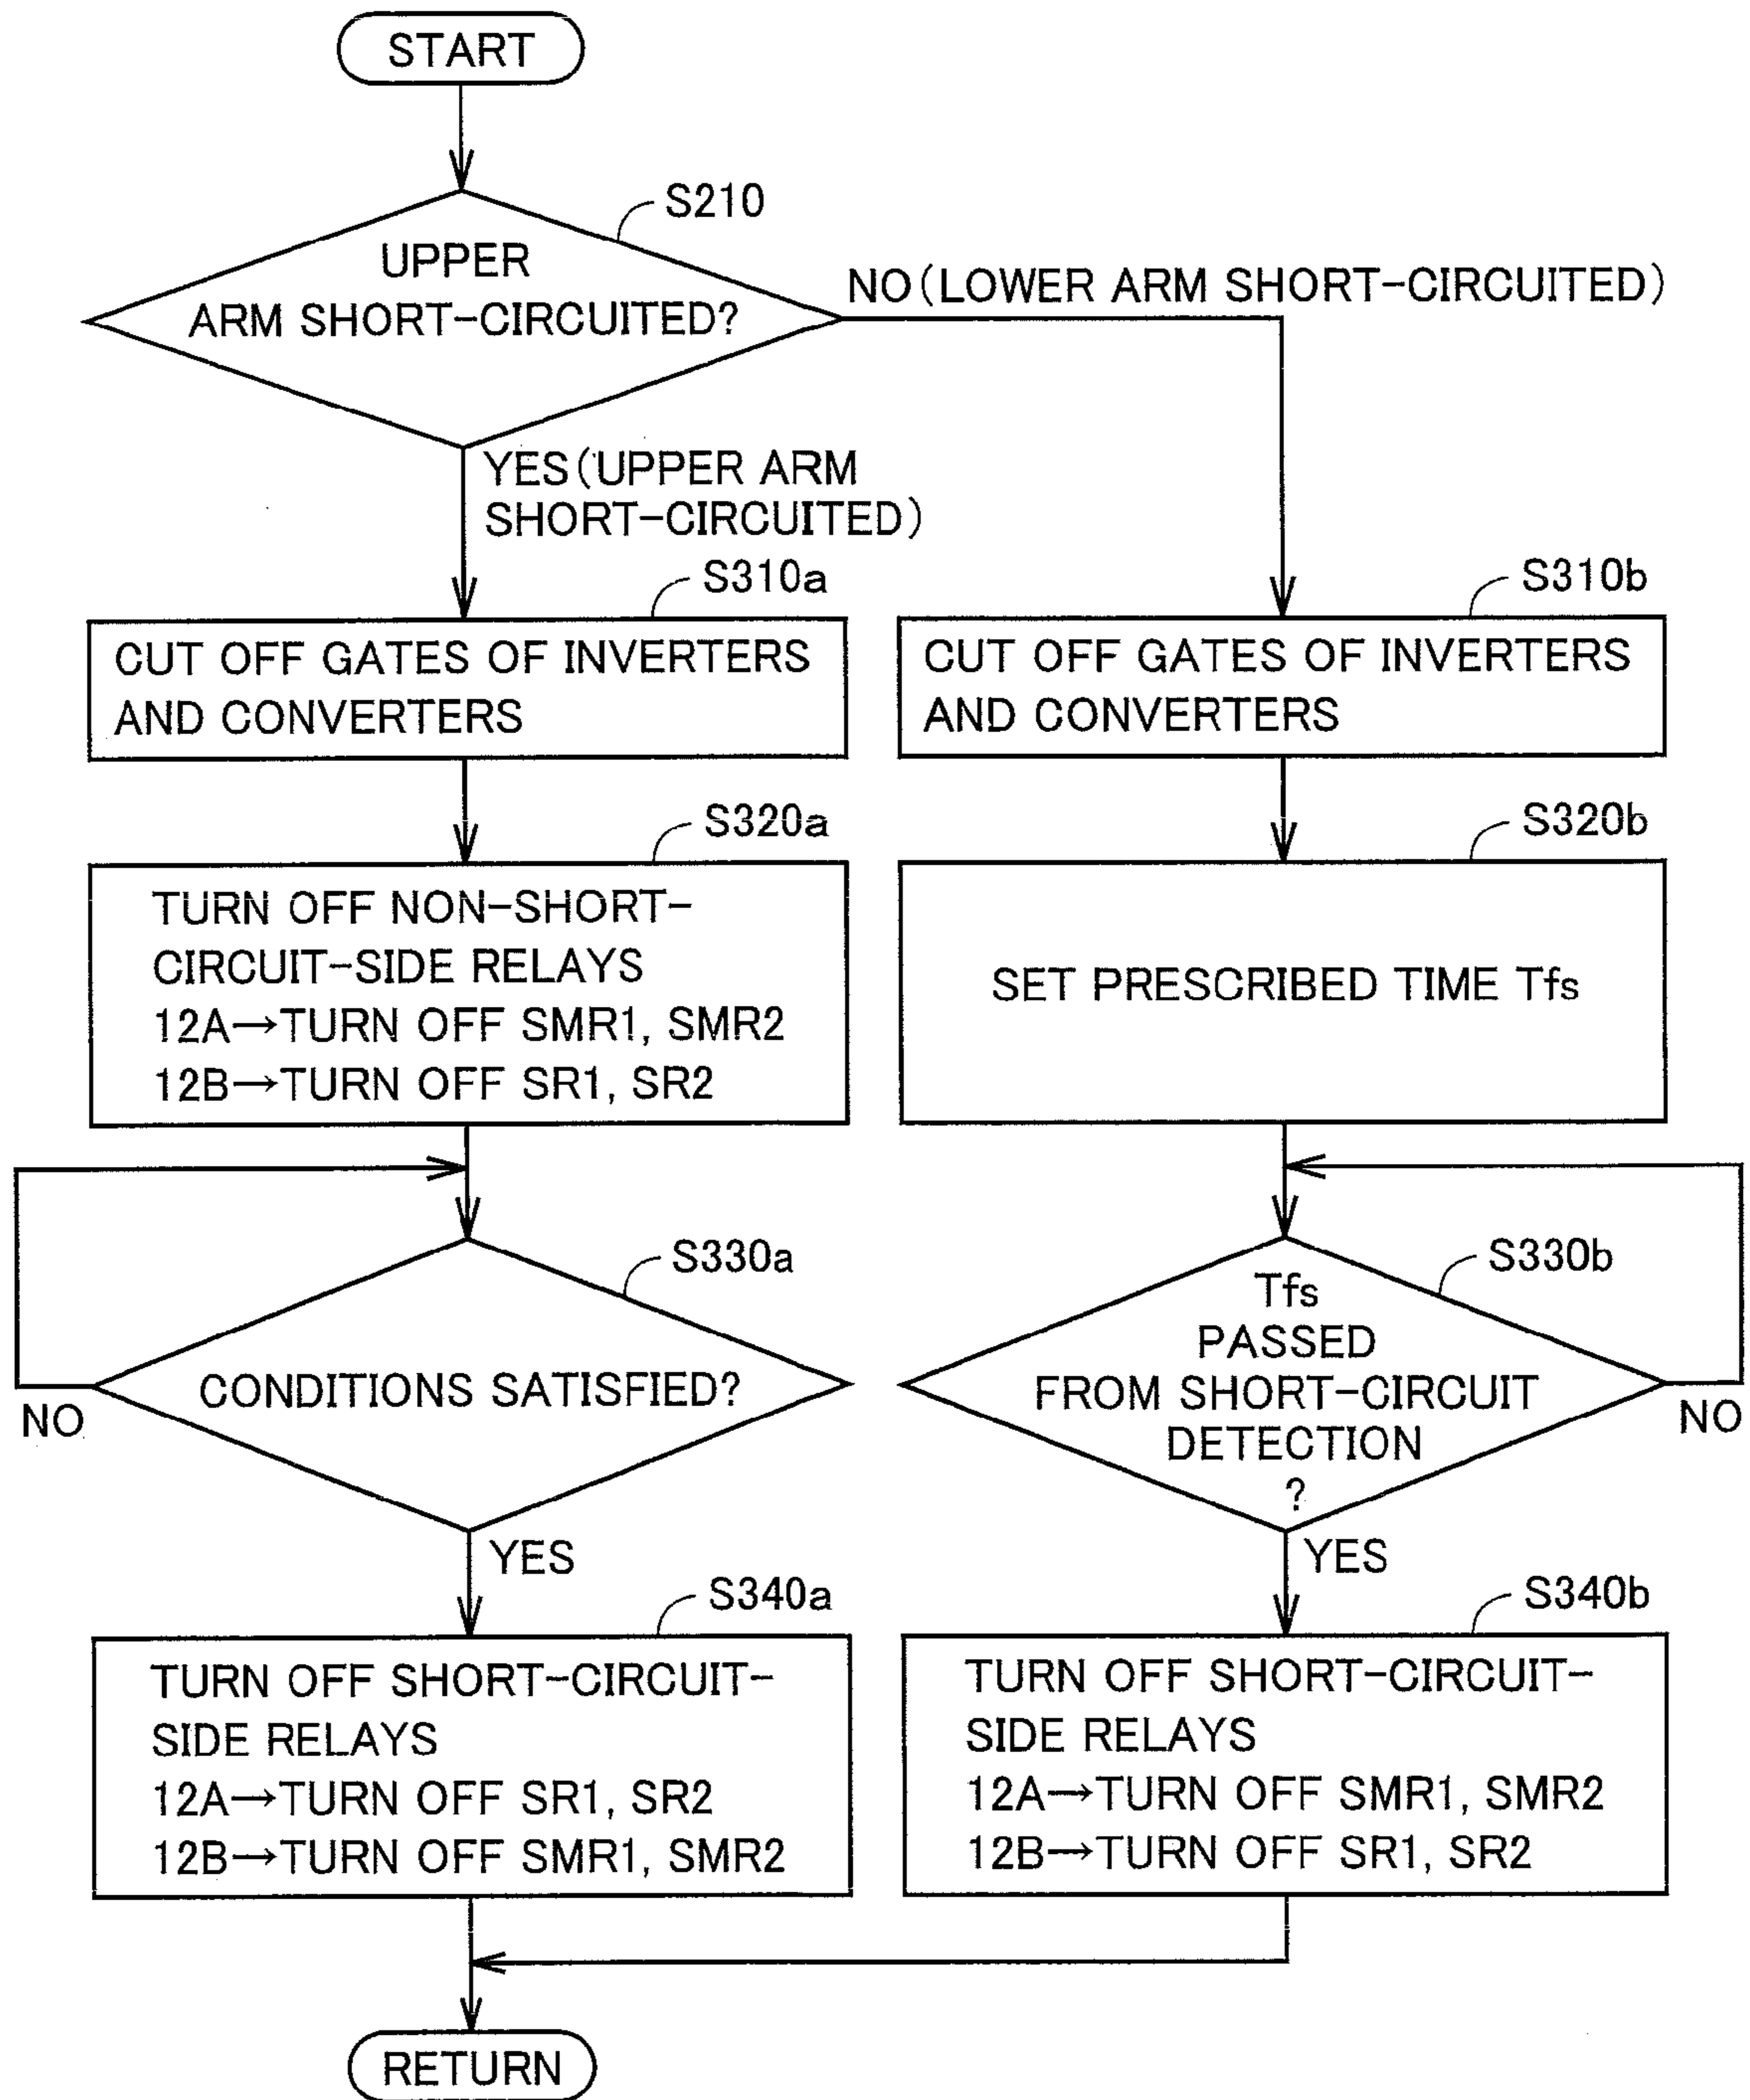 START
S210
UPPER
ARM SHORT-CIRCUITED?
NO(LOWER ARM SHORT-CIRCUITED)
YES(UPPER ARM
SHORT-CIRCUITED)
S310a
CUT OFF GATES OF INVERTERS
AND CONVERTERS
S310b
CUT OFF GATES OF INVERTERS
AND CONVERTERS
S320a
TURN OFF NON-SHORT-
CIRCUIT-SIDE RELAYS
12A→TURN OFF SMR1, SMR2
12B→TURN OFF SR1, SR2
S320b
SET PRESCRIBED TIME Tfs
S330a
CONDITIONS SATISFIED?
NO
YES
S330b
Tfs
PASSED
FROM SHORT-CIRCUIT
DETECTION
?
NO
YES
S340a
TURN OFF SHORT-CIRCUIT-
SIDE RELAYS
12A→TURN OFF SR1, SR2
12B→TURN OFF SMR1, SMR2
S340b
TURN OFF SHORT-CIRCUIT-
SIDE RELAYS
12A→TURN OFF SMR1, SMR2
12B→TURN OFF SR1, SR2
RETURN